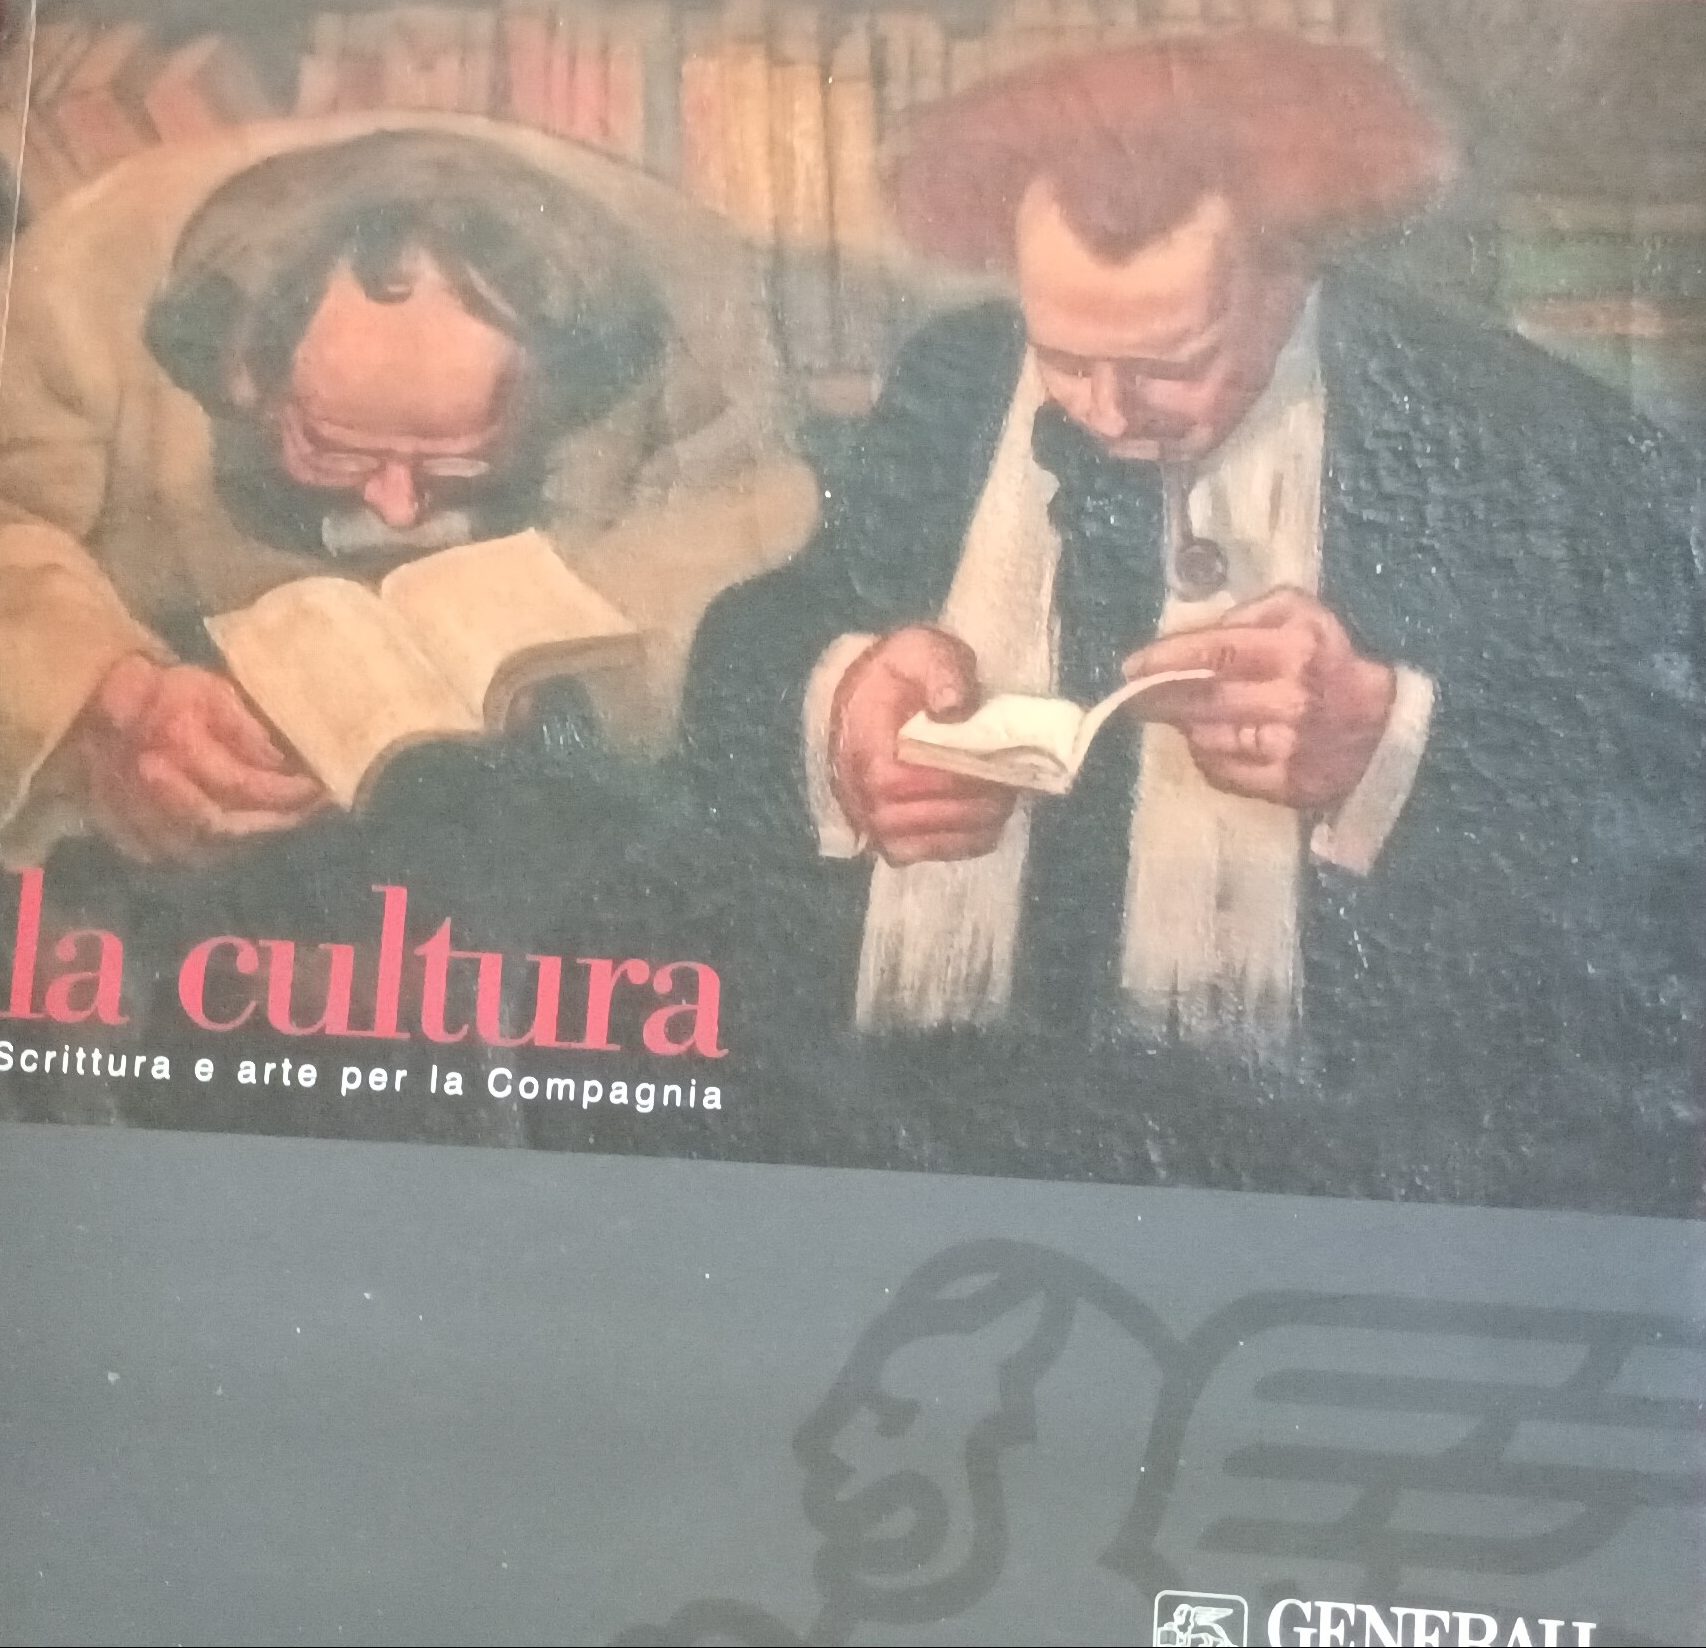 la cultura
Scrittura e arte per la Compagnia
GENERALI